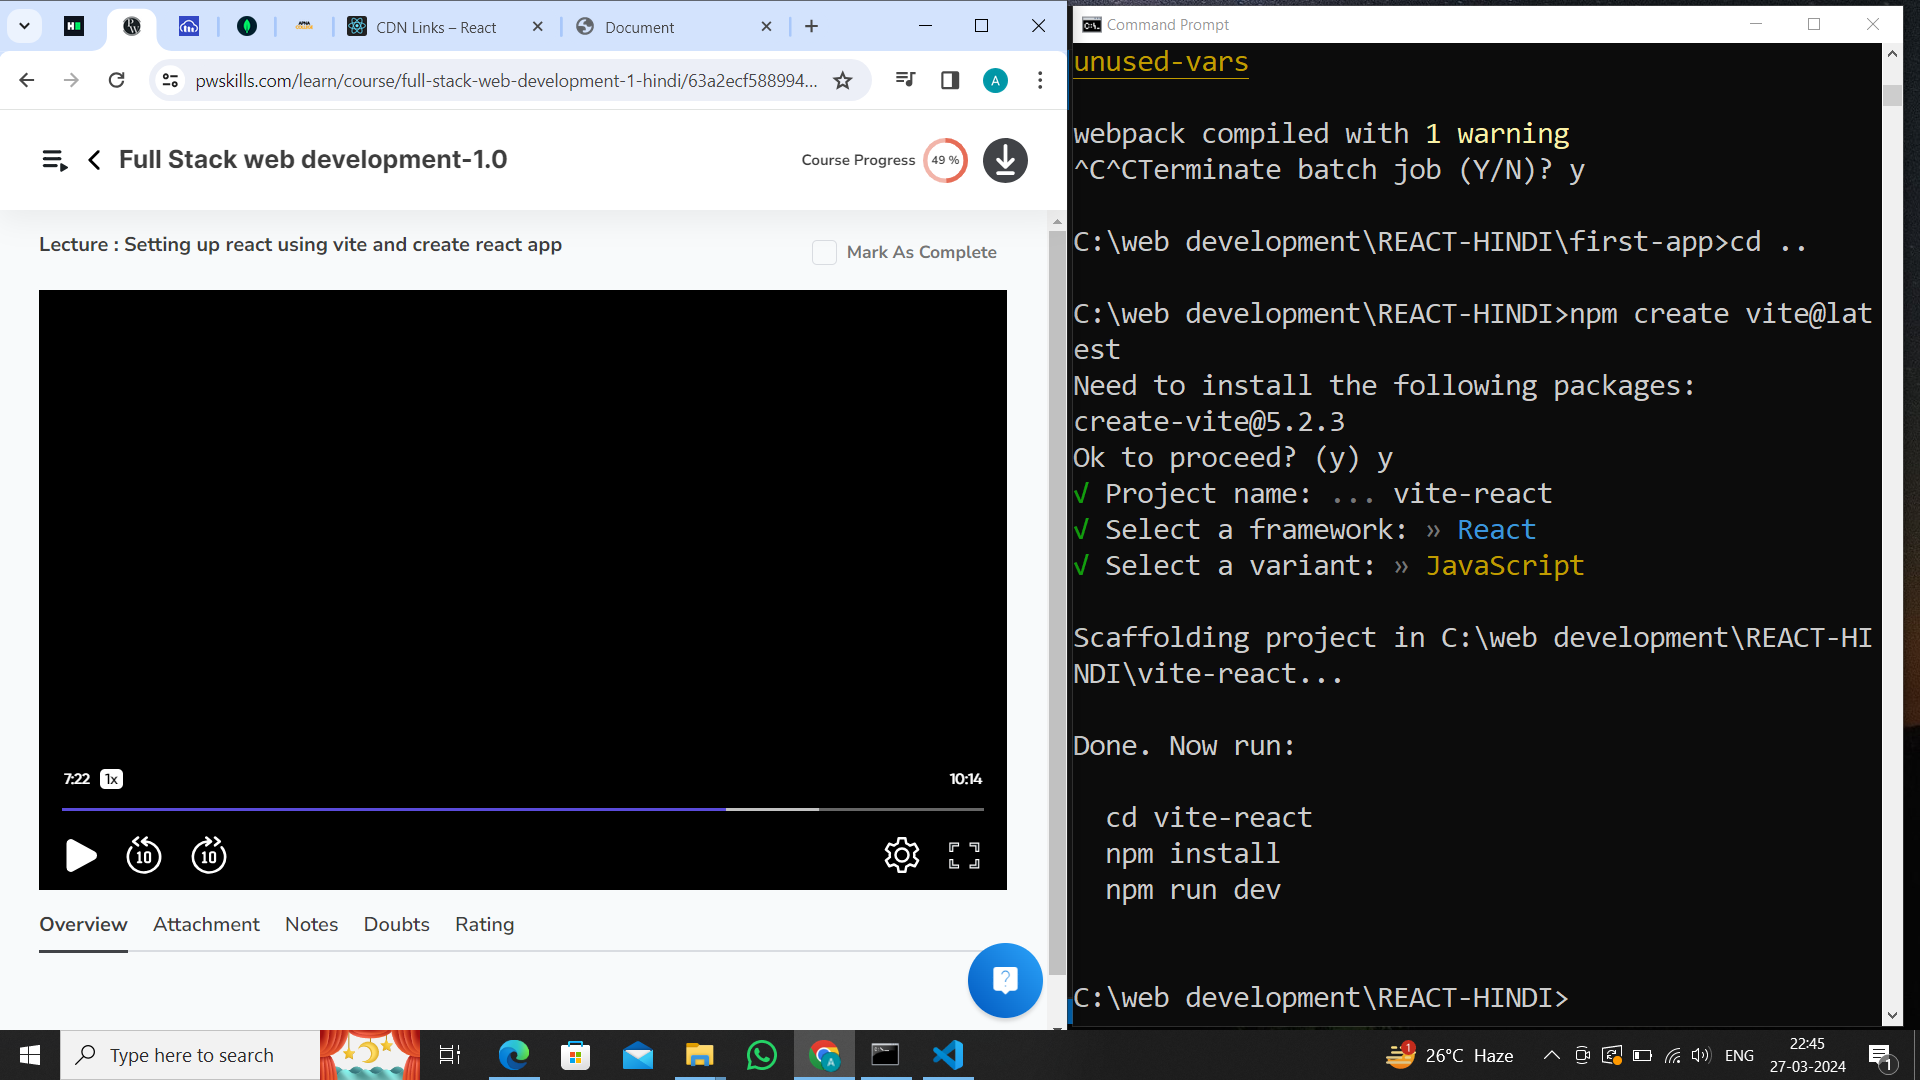 CDN Links – React
Document
pwskills.com/learn/course/full-stack-web-development-1-hindi/63a2ecf588994...
A
Full Stack web development-1.0
Course Progress
49 %
Lecture : Setting up react using vite and create react app
Mark As Complete
7:22
1x
10:14
10
10
Overview
Attachment
Notes
Doubts
Rating
Command Prompt
unused-vars
webpack compiled with 1 warning
^C^CTerminate batch job (Y/N)? y
C:\web development\REACT-HINDI\first-app>cd ..
C:\web development\REACT-HINDI>npm create vite@lat
est
Need to install the following packages:
create-vite@5.2.3
Ok to proceed? (y) y
√ Project name: ... vite-react
√ Select a framework: » React
√ Select a variant: » JavaScript
Scaffolding project in C:\web development\REACT-HI
NDI\vite-react...
Done. Now run:
cd vite-react
npm install
npm run dev
C:\web development\REACT-HINDI>
Type here to search
A
1
26°C Haze
ENG
22:45
27-03-2024
1